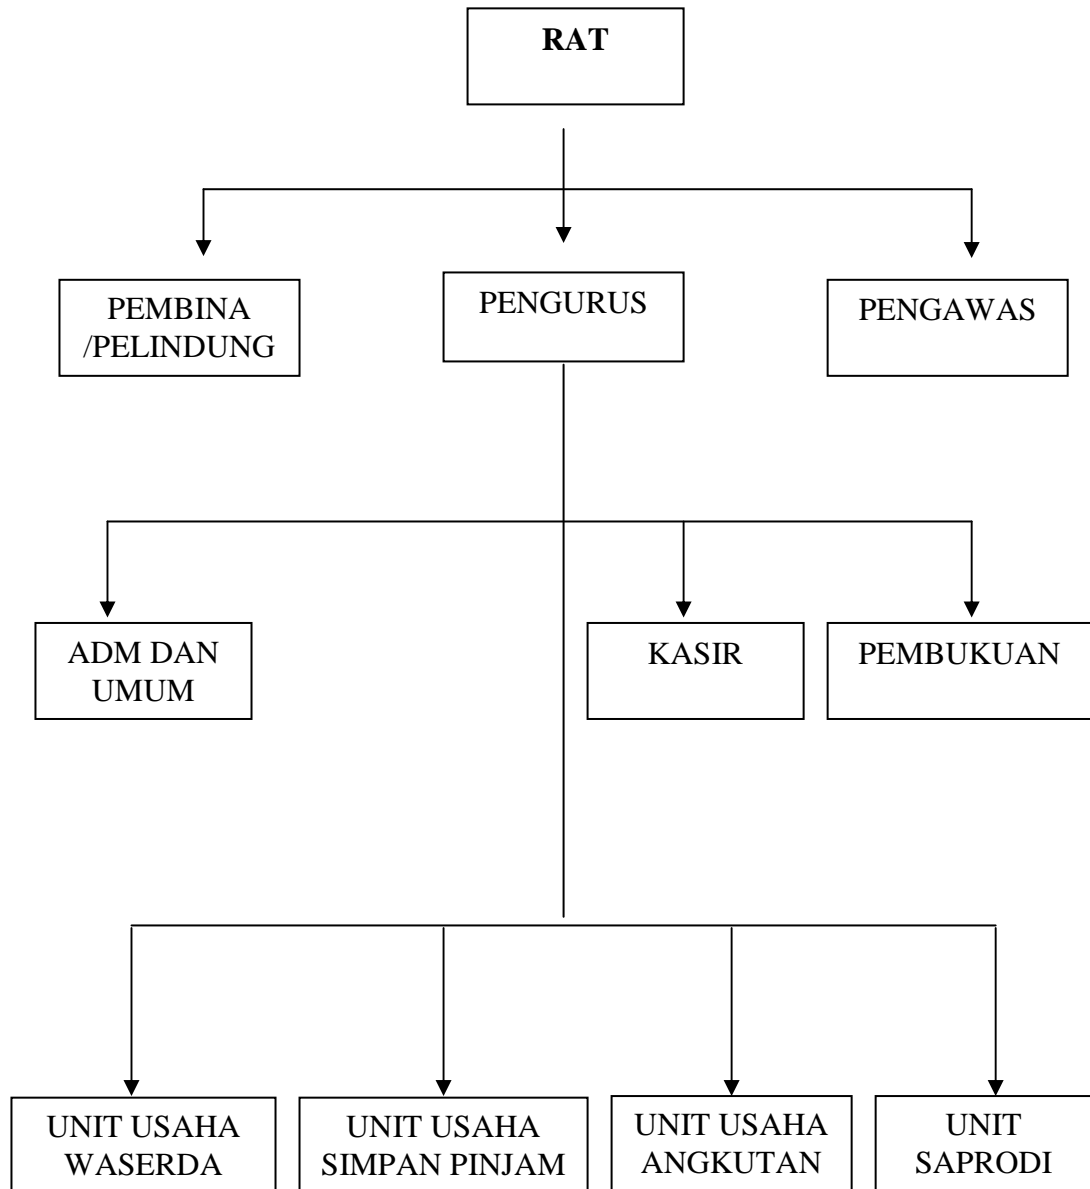 RAT
PEMBINA
/PELINDUNG
PENGURUS
PENGAWAS
ADM DAN
UMUM
KASIR
PEMBUKUAN
UNIT USAHA
WASERDA
UNIT USAHA
SIMPAN PINJAM
UNIT USAHA
ANGKUTAN
UNIT
SAPRODI